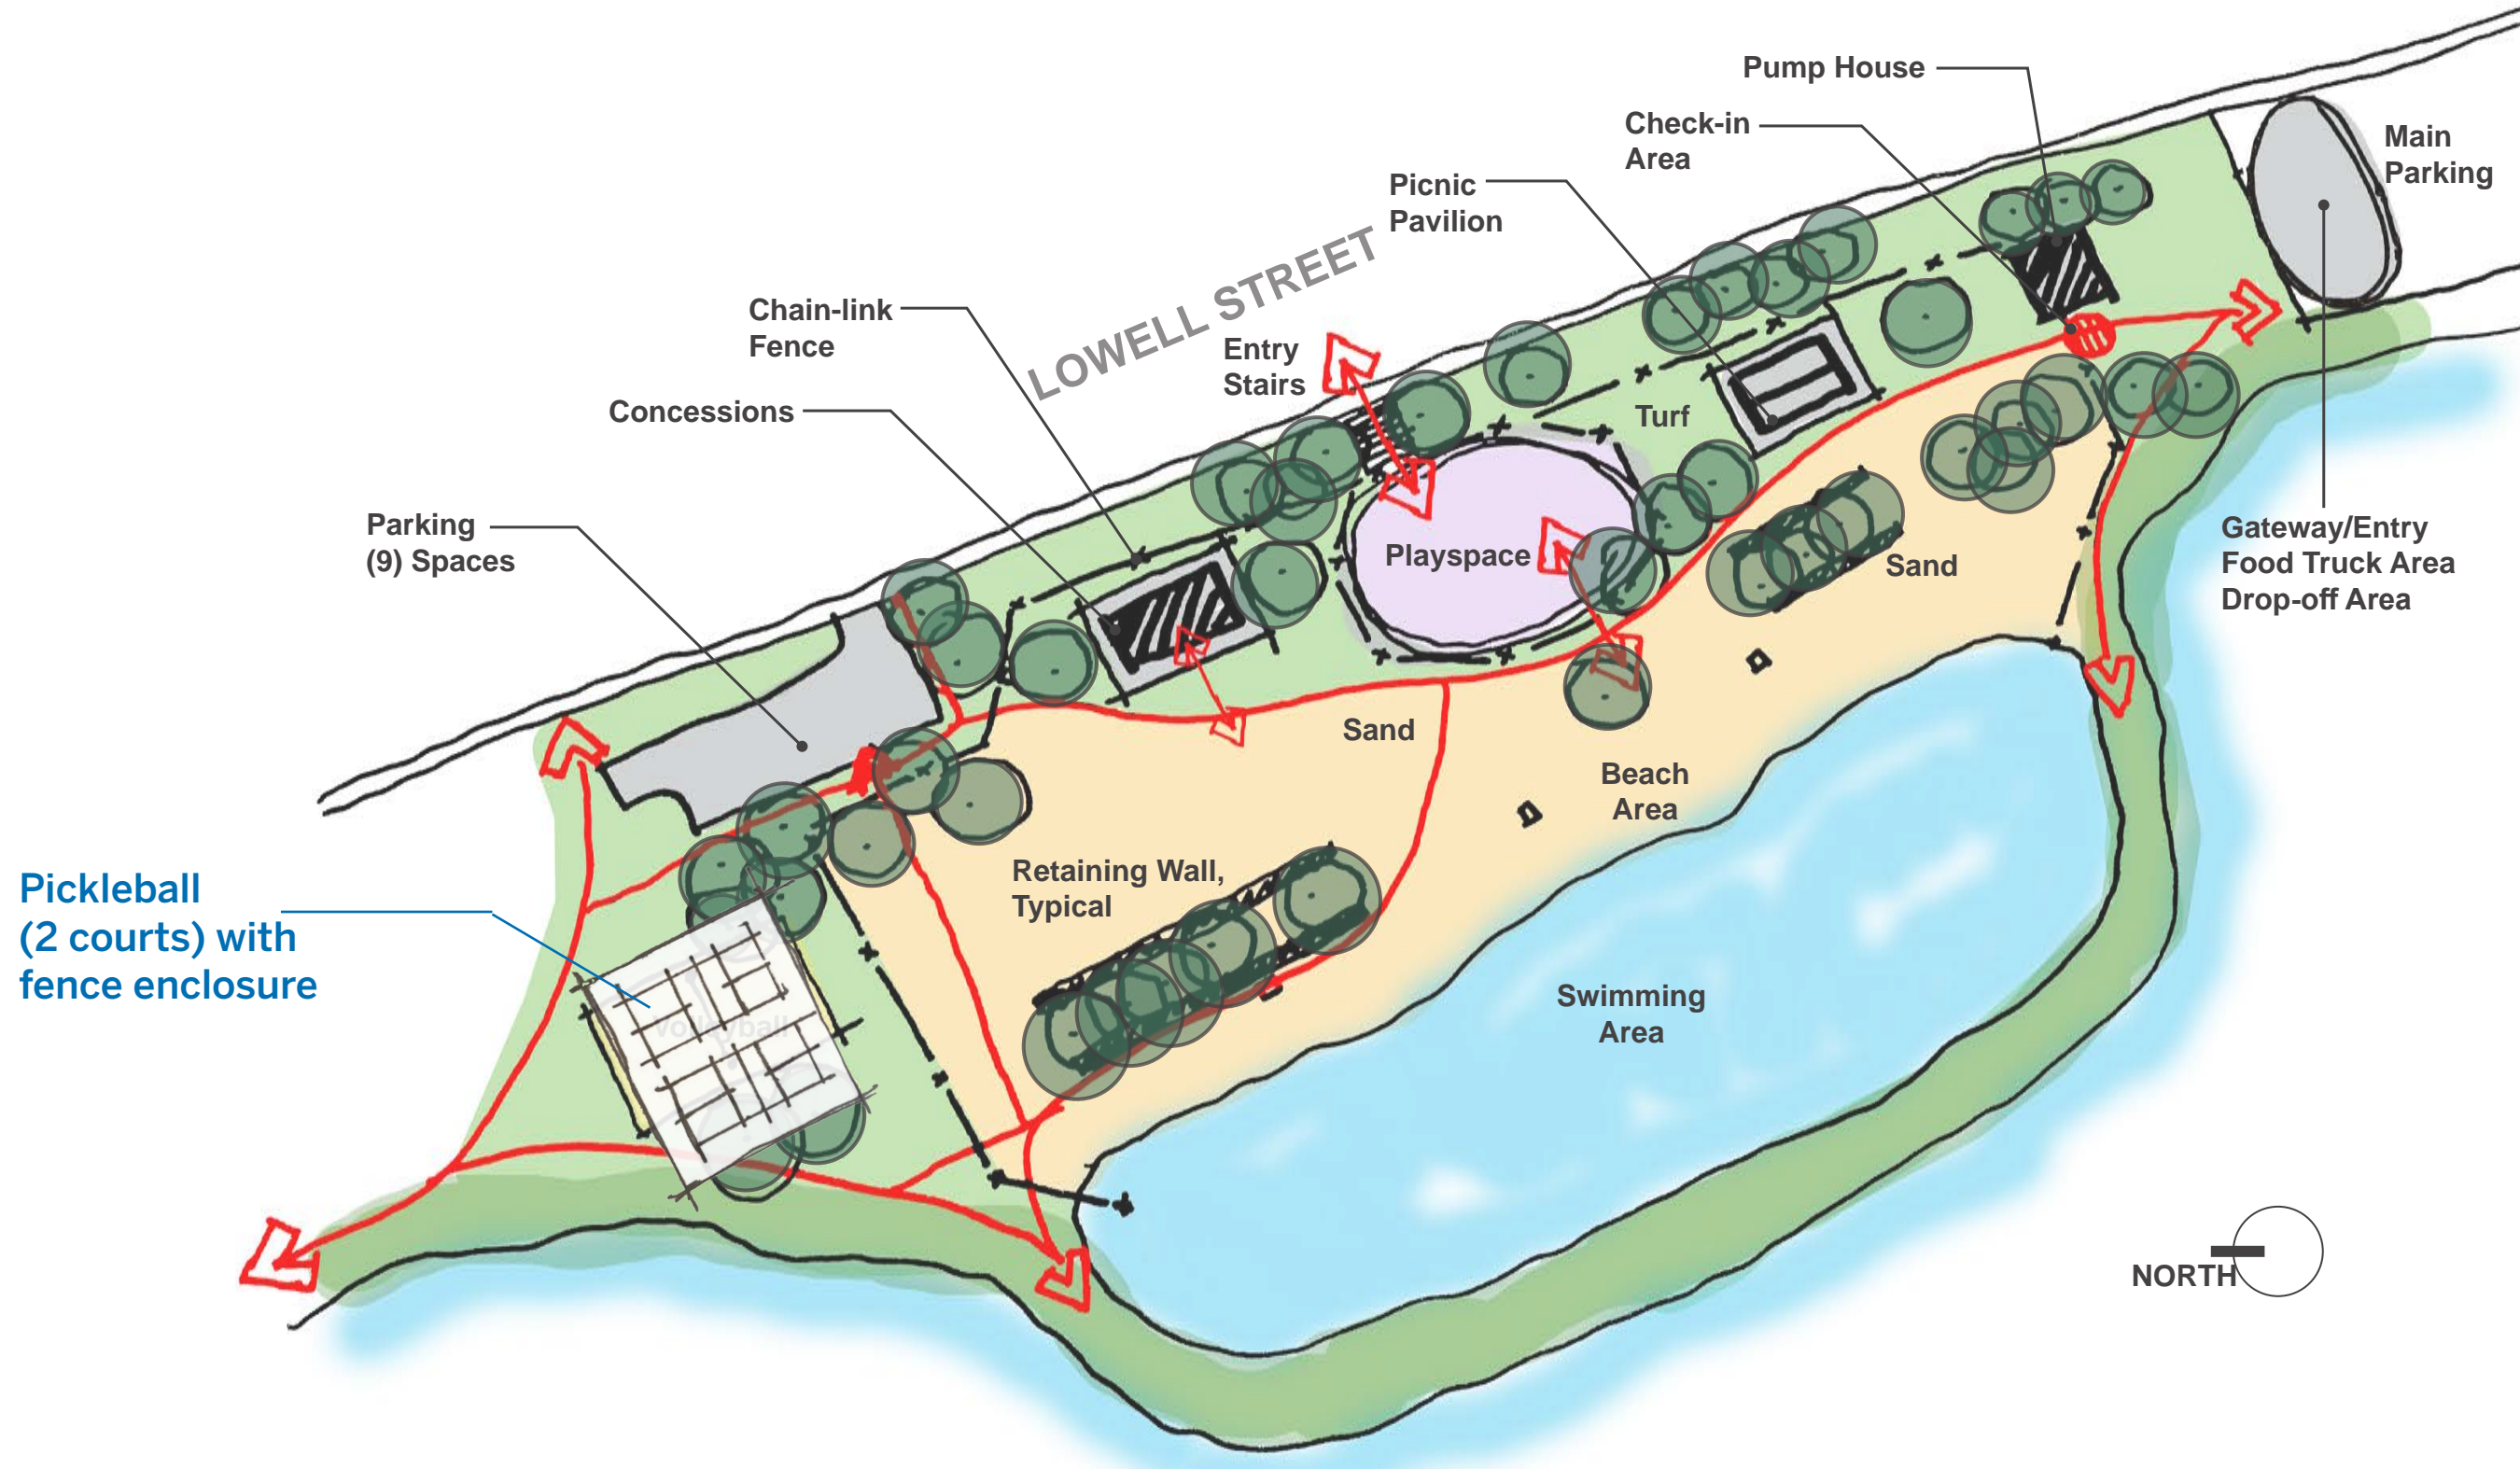 Pump House
Check-in
Area
Main
Parking
Picnic
Pavilion
LOWELL STREET
Chain-link
Fence
Entry
Stairs
Concessions
Turf
Parking
(9) Spaces
Playspace
Sand
Gateway/Entry
Food Truck Area
Drop-off Area
Sand
Beach
Area
Retaining Wall,
Typical
Pickleball
(2 courts) with
fence enclosure
Volleyball
Swimming
Area
NORTH